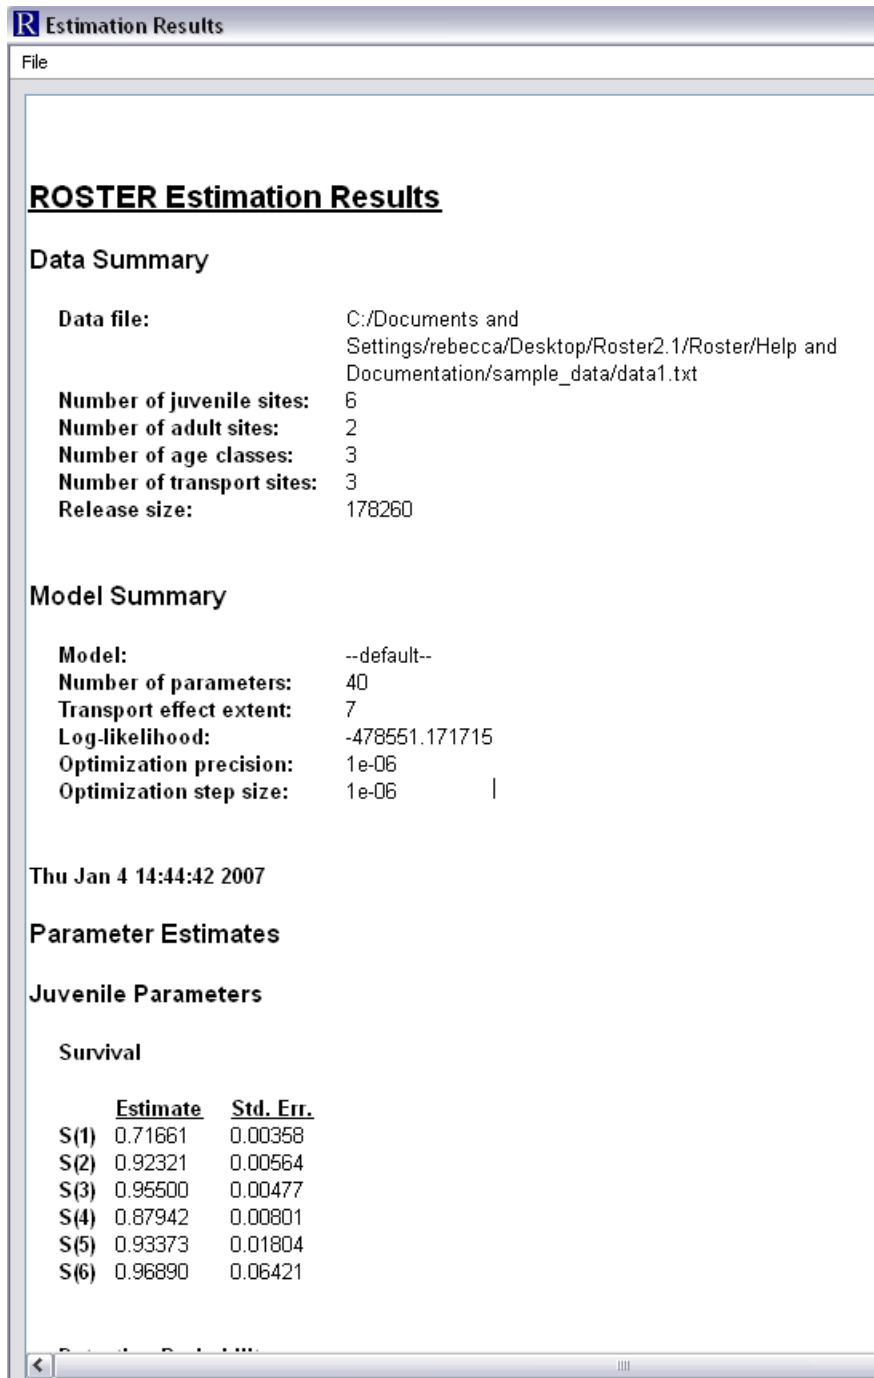 R Estimation Results
File
ROSTER Estimation Results
Data Summary
Data file: C:/Documents and
Settings/rebecca/Desktop/Roster2.1/Roster/Help and
Documentation/sample_data/data1.txt
Number of juvenile sites: 6
Number of adult sites: 2
Number of age classes: 3
Number of transport sites: 3
Release size: 178260
Model Summary
Model: --default--
Number of parameters: 40
Transport effect extent: 7
Log-likelihood: -478551.171715
Optimization precision: 1e-06
Optimization step size: 1e-06
Thu Jan 4 14:44:42 2007
Parameter Estimates
Juvenile Parameters
Survival
Estimate Std. Err.
S(1) 0.71661 0.00358
S(2) 0.92321 0.00564
S(3) 0.95500 0.00477
S(4) 0.87942 0.00801
S(5) 0.93373 0.01804
S(6) 0.96890 0.06421